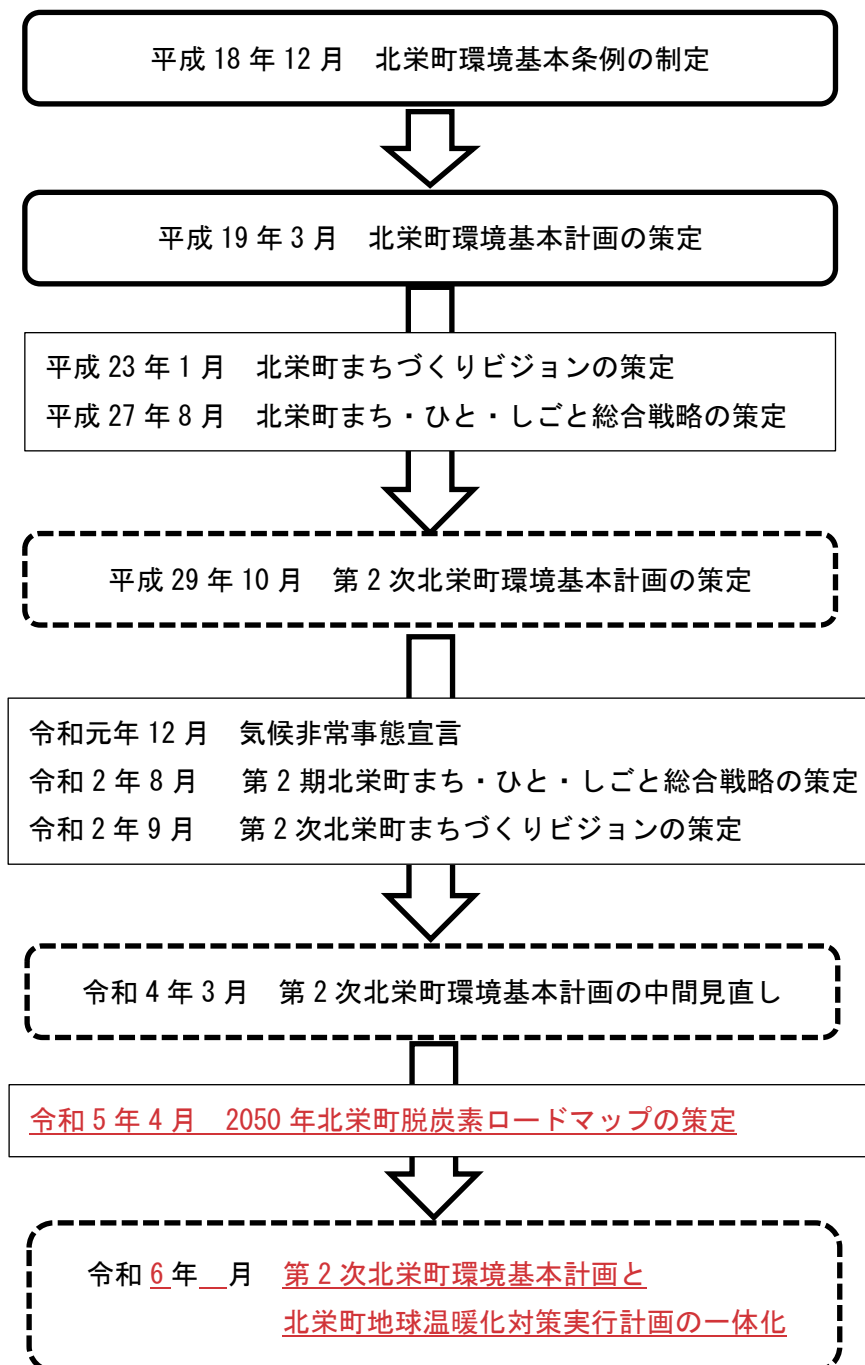 平成 18 年 12 月　北栄町環境基本条例の制定
平成 19 年 3 月　北栄町環境基本計画の策定
平成 23 年 1 月　北栄町まちづくりビジョンの策定
平成 27 年 8 月　北栄町まち・ひと・しごと総合戦略の策定
平成 29 年 10 月　第 2 次北栄町環境基本計画の策定
令和元年 12 月　気候非常事態宣言
令和 2 年 8 月　第 2 期北栄町まち・ひと・しごと総合戦略の策定
令和 2 年 9 月　第 2 次北栄町まちづくりビジョンの策定
令和 4 年 3 月　第 2 次北栄町環境基本計画の中間見直し
令和 5 年 4 月　2050 年北栄町脱炭素ロードマップの策定
令和 6 年　月　第 2 次北栄町環境基本計画と
北栄町地球温暖化対策実行計画の一体化